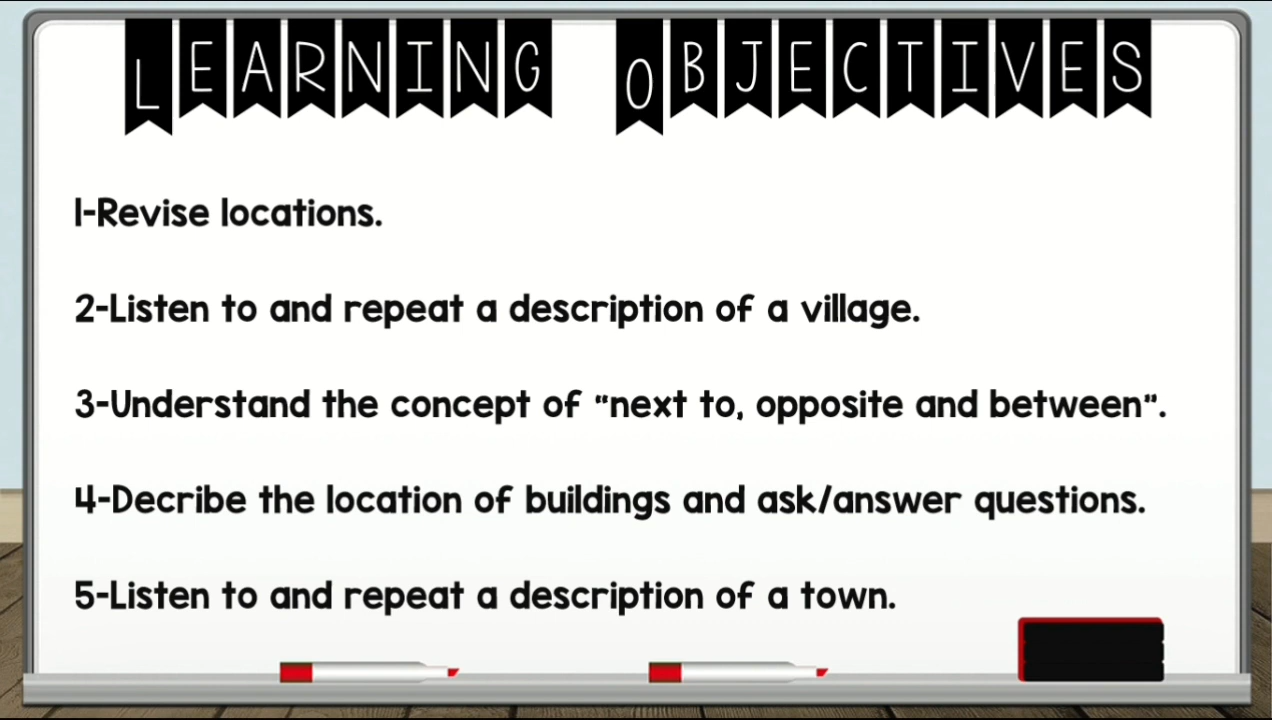 LEARNING OBJECTIVES
1-Revise locations.
2-Listen to and repeat a description of a village.
3-Understand the concept of "next to, opposite and between".
4-Decribe the location of buildings and ask/answer questions.
5-Listen to and repeat a description of a town.